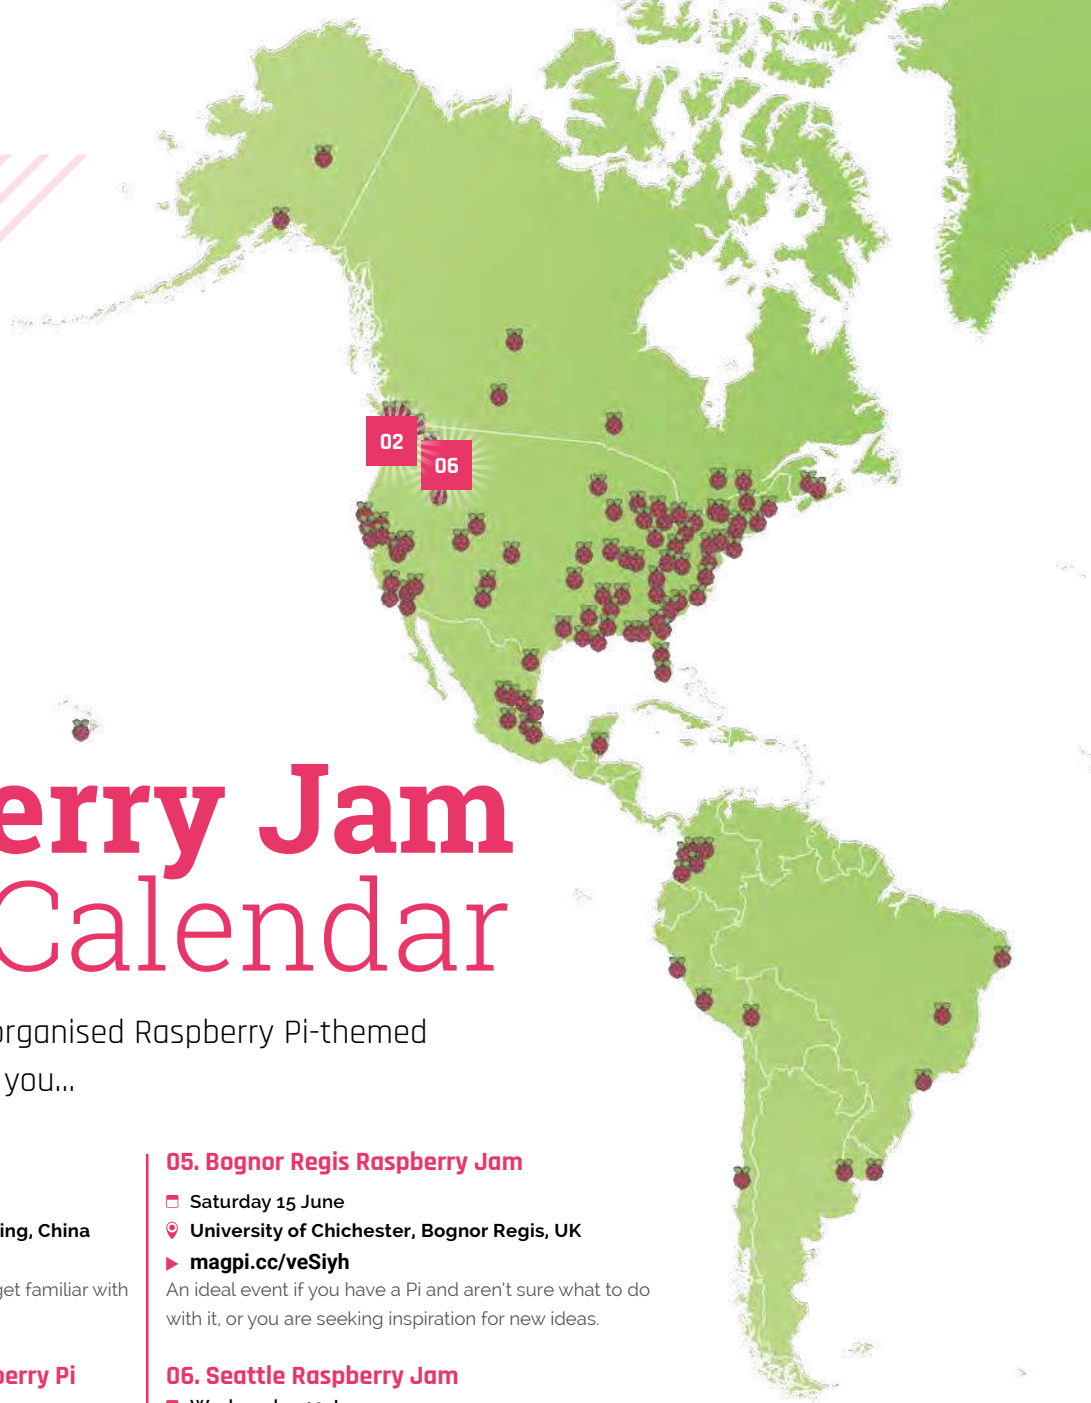 02
06
erry Jam
Calendar
organised Raspberry Pi-themed
you...
ing, China
get familiar with
berry Pi
05. Bognor Regis Raspberry Jam
Saturday 15 June
University of Chichester, Bognor Regis, UK
magpi.cc/veSiyh
An ideal event if you have a Pi and aren't sure what to do
with it, or you are seeking inspiration for new ideas.
06. Seattle Raspberry Jam